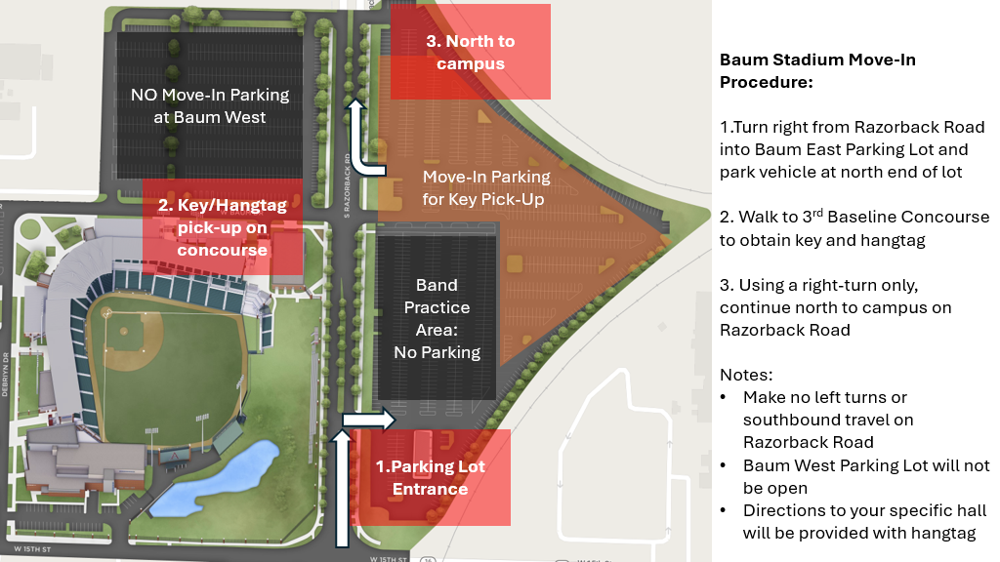 3. North to
campus
NO Move-In Parking
at Baum West
S RAZORBACK RD
Move-In Parking
for Key Pick-Up
2. Key/Hangtag
pick-up on
concourse
Band
Practice
Area:
No Parking
DEBRIYN DR
1.Parking Lot
Entrance
W 15TH ST
W 15TH ST
16
Baum Stadium Move-In
Procedure:
1.Turn right from Razorback Road
into Baum East Parking Lot and
park vehicle at north end of lot
2. Walk to 3rd Baseline Concourse
to obtain key and hangtag
3. Using a right-turn only,
continue north to campus on
Razorback Road
Notes:
• Make no left turns or
southbound travel on
Razorback Road
• Baum West Parking Lot will not
be open
• Directions to your specific hall
will be provided with hangtag